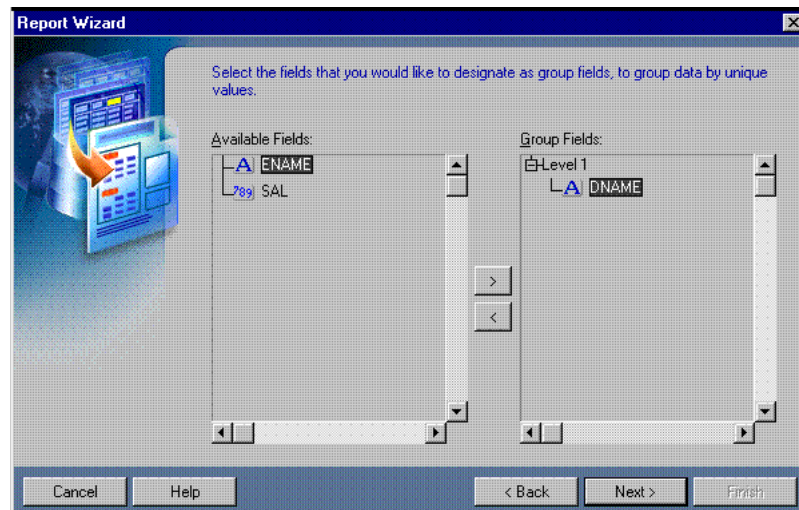 Report Wizard
Select the fields that you would like to designate as group fields, to group data by unique
values.
Available Fields:
Group Fields:
A ENAME
789 SAL
Level 1
A DNAME
>
<
Cancel
Help
< Back
Next >
Finish